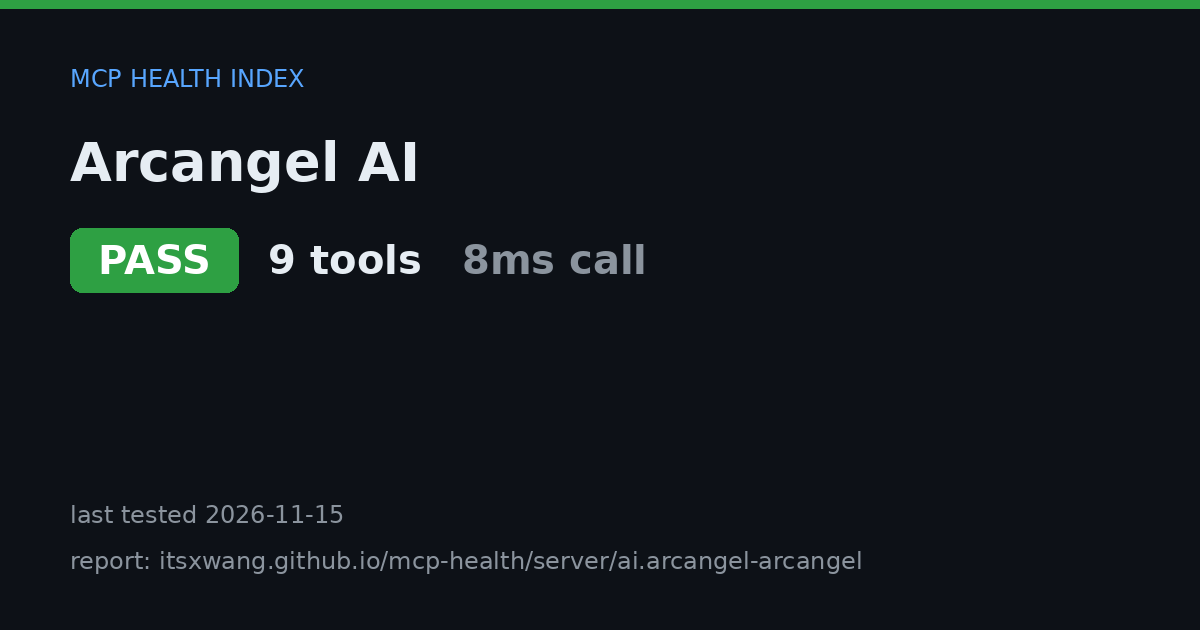 MCP HEALTH INDEX
Arcangel AI
PASS 9 tools 8ms call
last tested 2026-11-15
report: itsxwang.github.io/mcp-health/server/ai.arcangel-arcangel